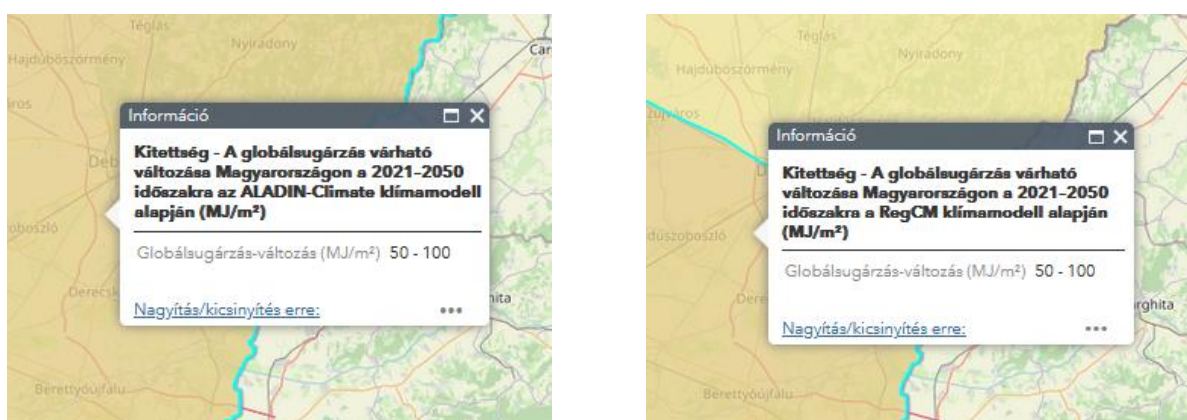 Téglás
Nyíradony
Hajdúböszörmény
Információ
Kitettség - A globálsugárzás várható
változása Magyarországon a 2021–2050
időszakra az ALADIN-Climate klímamodell
alapján (MJ/m²)
Globálsugárzás-változás (MJ/m²) 50 - 100
Nagyítás/kicsinyítés erre:
Berettyóújfalu
Téglás
Nyíradony
Hajdúböszörmény
Információ
Kitettség - A globálsugárzás várható
változása Magyarországon a 2021–2050
időszakra a RegCM klímamodell alapján
(MJ/m²)
Globálsugárzás-változás (MJ/m²) 50 - 100
Nagyítás/kicsinyítés erre:
Berettyóújfalu